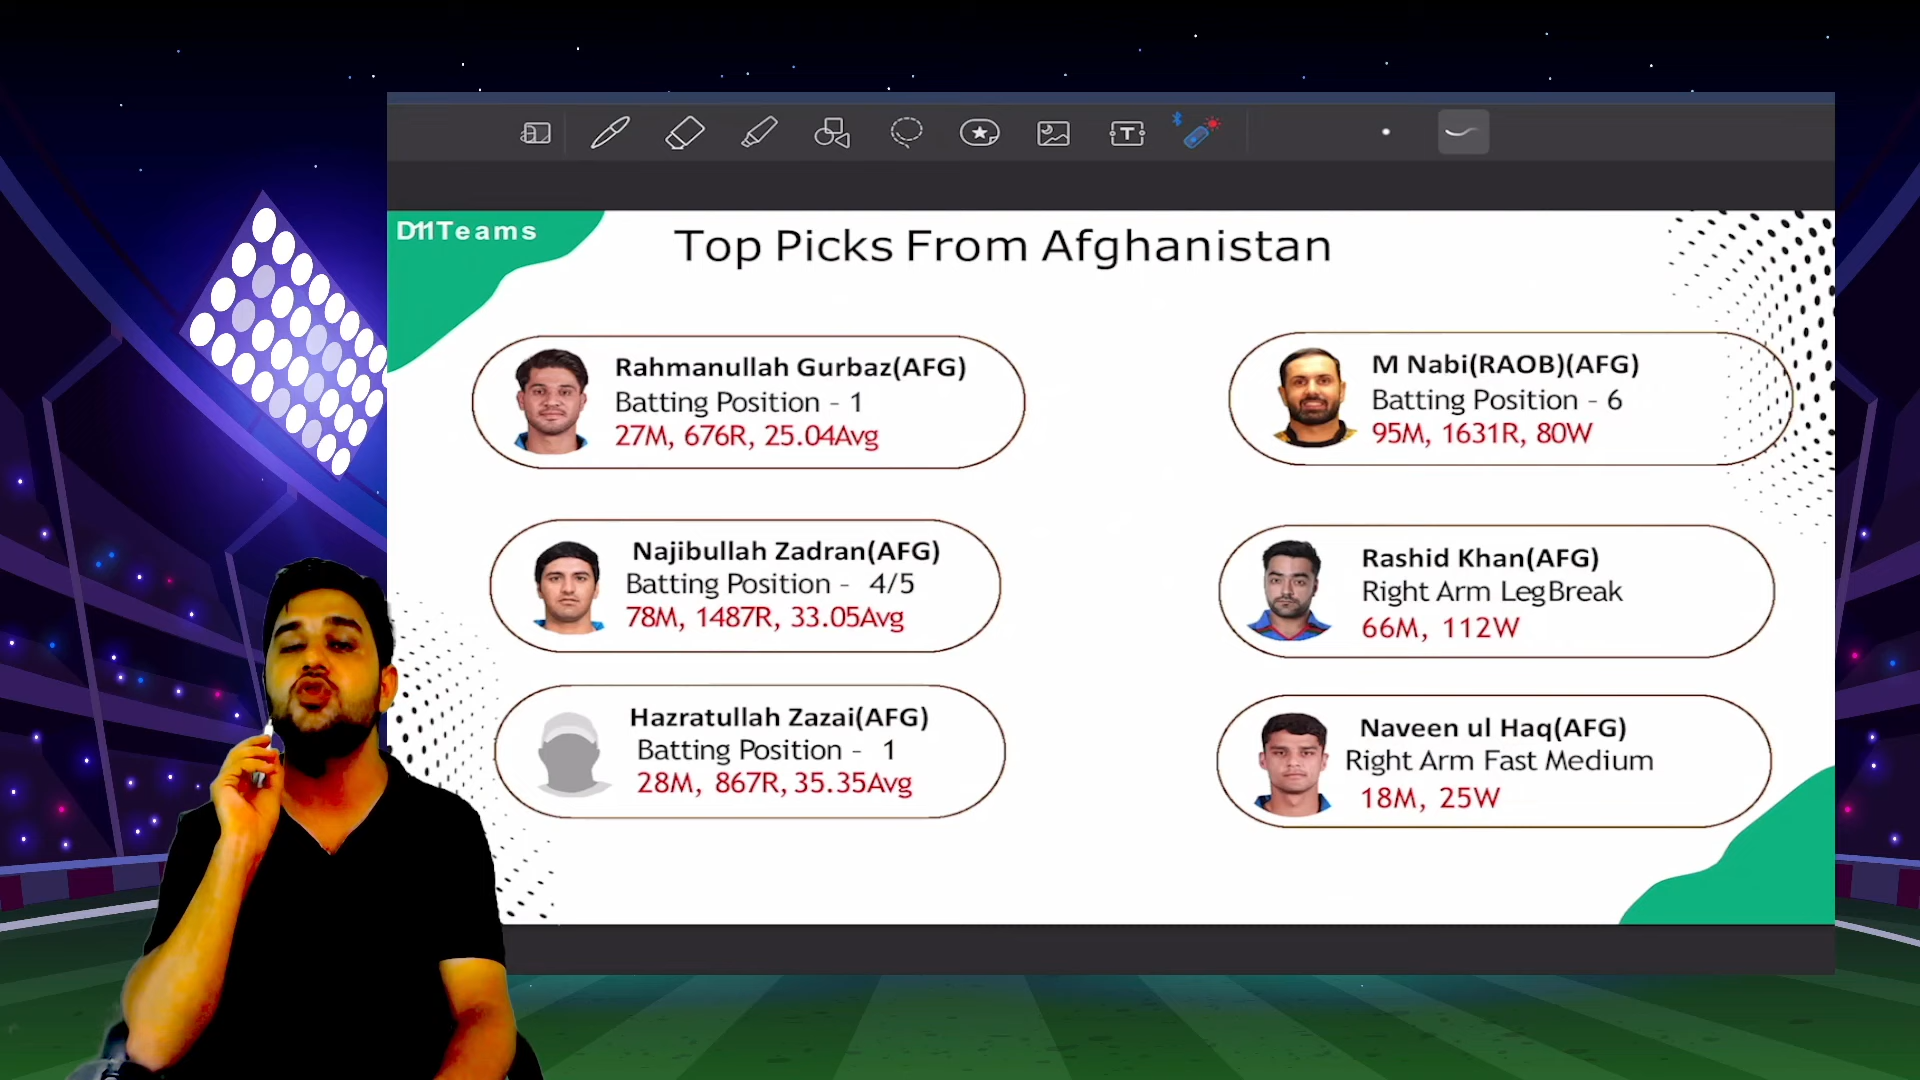 D11Teams
Top Picks From Afghanistan
Rahmanullah Gurbaz(AFG)
Batting Position - 1
27M, 676R, 25.04Avg
Najibullah Zadran(AFG)
Batting Position - 4/5
78M, 1487R, 33.05Avg
Hazratullah Zazai(AFG)
Batting Position - 1
28M, 867R, 35.35Avg
M Nabi(RAOB)(AFG)
Batting Position - 6
95M, 1631R, 80W
Rashid Khan(AFG)
Right Arm LegBreak
66M, 112W
Naveen ul Haq(AFG)
Right Arm Fast Medium
18M, 25W